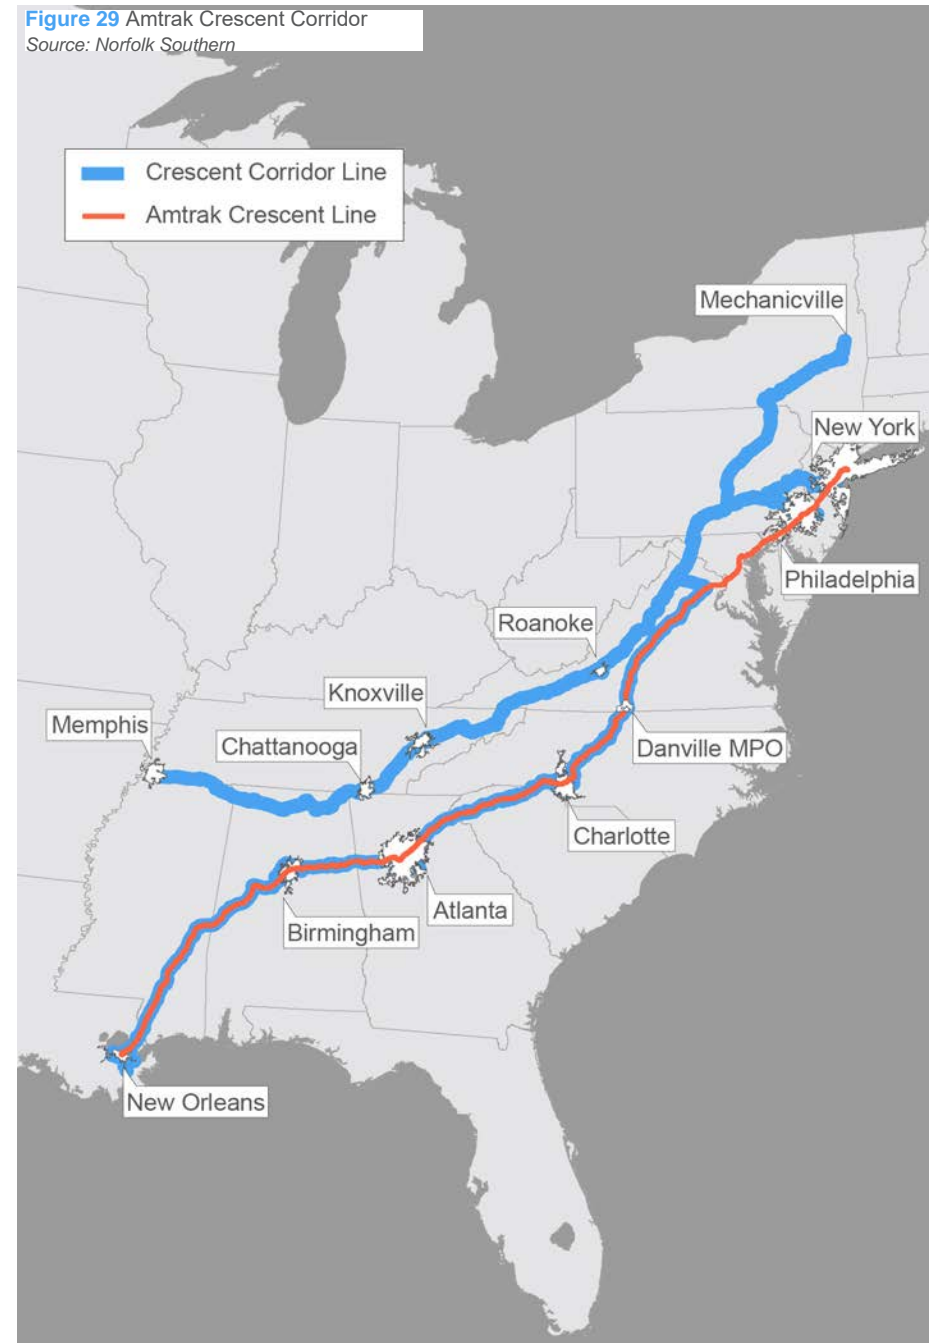 Figure 29 Amtrak Crescent Corridor
Source: Norfolk Southern
Crescent Corridor Line
Amtrak Crescent Line
Mechanicville
New York
Philadelphia
Roanoke
Knoxville
Memphis
Chattanooga
Danville MPO
Charlotte
Atlanta
Birmingham
New Orleans